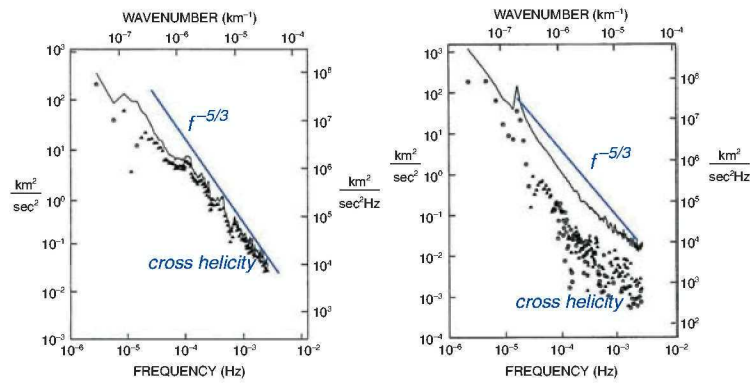 WAVENUMBER (km⁻¹)
10⁻⁷ 10⁻⁶ 10⁻⁵ 10⁻⁴
10³
10²
10¹
10⁰
10⁻¹
10⁻²
10⁻³
km²
sec²
f⁻⁵/³
cross helicity
10⁸
10⁷
10⁶
10⁵
10⁴
10³
km²
sec²Hz
10⁻⁶ 10⁻⁵ 10⁻⁴ 10⁻³ 10⁻²
FREQUENCY (Hz)
WAVENUMBER (km⁻¹)
10⁻⁷ 10⁻⁶ 10⁻⁵ 10⁻⁴
10³
10²
10¹
10⁰
10⁻¹
10⁻²
10⁻³
10⁻⁴
km²
sec²
f⁻⁵/³
cross helicity
10⁸
10⁷
10⁶
10⁵
10⁴
10³
10²
km²
sec²Hz
10⁻⁶ 10⁻⁵ 10⁻⁴ 10⁻³ 10⁻²
FREQUENCY (Hz)